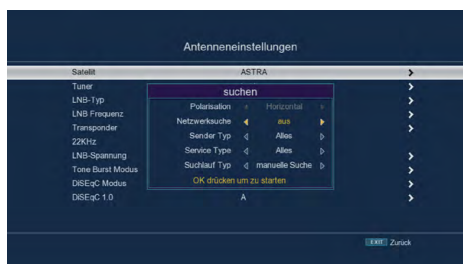 Antenneneinstellungen
Satellit ASTRA
Tuner
LNB-Typ
LNB Frequenz
Transponder
22KHz
LNB-Spannung
Tone Burst Modus
DiSEqC Modus
DiSEqC 1.0 A
suchen
Polarisation Horizontal
Netzwerksuche aus
Sender Typ Alles
Service Type Alles
Suchlauf Typ manuelle Suche
OK drücken um zu starten
EXIT Zurück